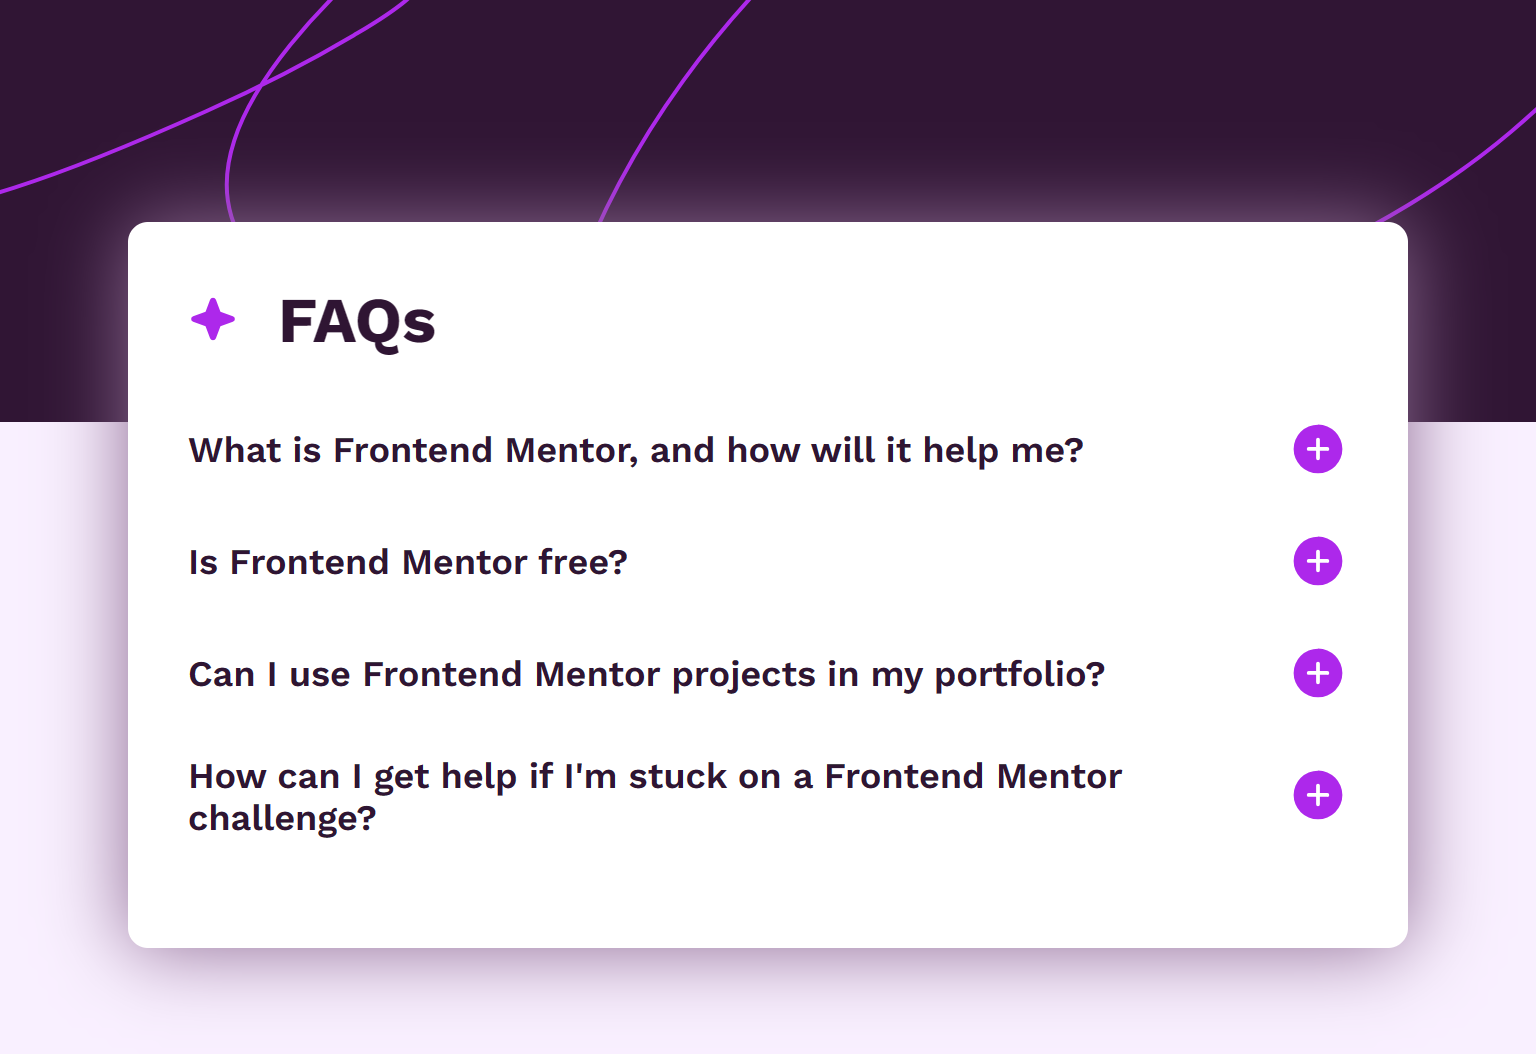 FAQs
What is Frontend Mentor, and how will it help me?
Is Frontend Mentor free?
Can I use Frontend Mentor projects in my portfolio?
How can I get help if I'm stuck on a Frontend Mentor
challenge?